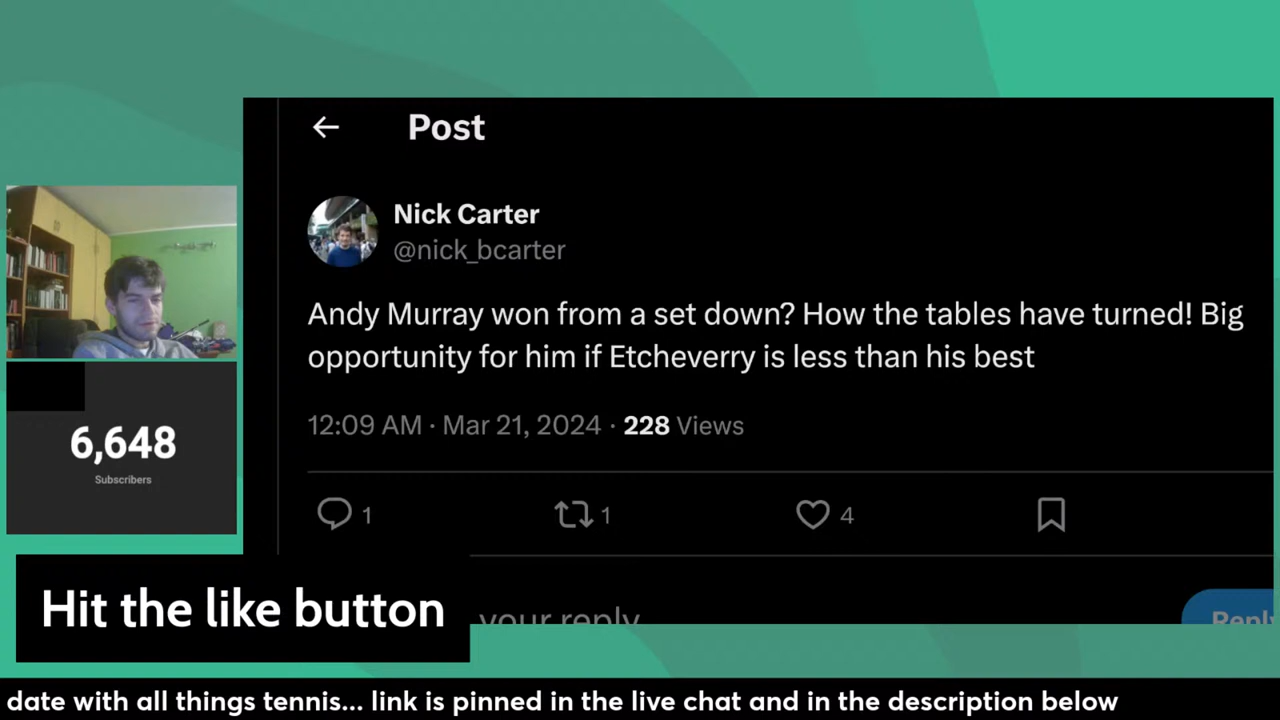 Post
Nick Carter
@nick_bcarter
Andy Murray won from a set down? How the tables have turned! Big
opportunity for him if Etcheverry is less than his best
12:09 AM · Mar 21, 2024 · 228 Views
1 1 4
6,648
Subscribers
Hit the like button
your reply
Reply
date with all things tennis... link is pinned in the live chat and in the description below